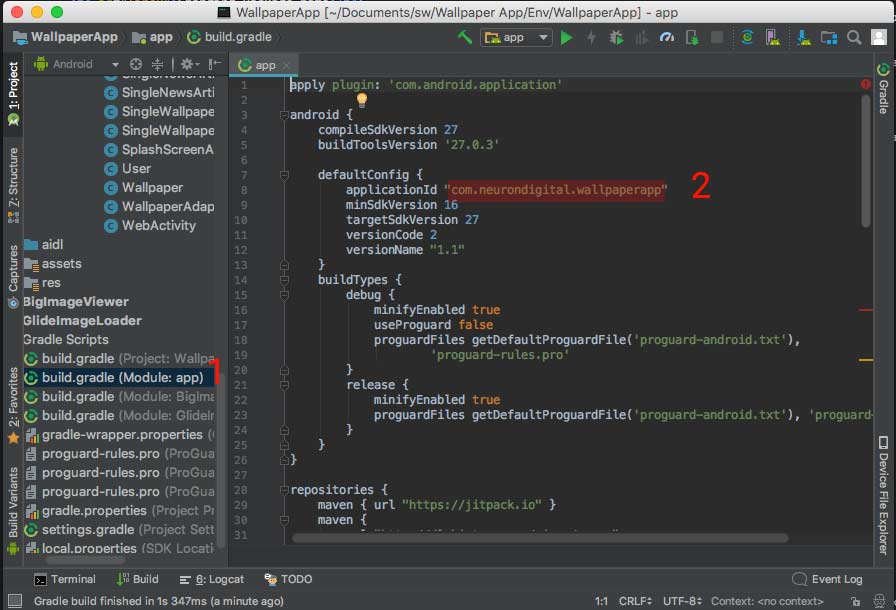 WallpaperApp [~/Documents/sw/Wallpaper App/Env/WallpaperApp] - app
WallpaperApp app build.gradle
app
Android
app
1: Project
7: Structure
Captures
2: Favorites
Build Variants
SingleNewsArti
SingleNewsArti
SingleWallpape
SingleWallpape
SplashScreenA
User
Wallpaper
WallpaperAdap
WebActivity
aidl
assets
res
BigImageViewer
GlideImageLoader
Gradle Scripts
build.gradle (Project: Wallpa
build.gradle (Module: app)
build.gradle (Module: BigIma
build.gradle (Module: GlideIm
gradle-wrapper.properties (
proguard-rules.pro (ProGua
proguard-rules.pro (ProGua
proguard-rules.pro (ProGua
gradle.properties (Project Pr
settings.gradle (Project Sett
local.properties (SDK Locati
1
1 apply plugin: 'com.android.application'
2
3 android {
4 compileSdkVersion 27
5 buildToolsVersion '27.0.3'
6
7 defaultConfig {
8 applicationId "com.neurondigital.wallpaperapp"
9 minSdkVersion 16
10 targetSdkVersion 27
11 versionCode 2
12 versionName "1.1"
13 }
14 buildTypes {
15 debug {
16 minifyEnabled true
17 useProguard false
18 proguardFiles getDefaultProguardFile('proguard-android.txt'),
19 'proguard-rules.pro'
20 }
21 release {
22 minifyEnabled true
23 proguardFiles getDefaultProguardFile('proguard-android.txt'), 'proguard-
24 }
25 }
26 }
27
28 repositories {
29 maven { url "https://jitpack.io" }
30 maven {
31
2
Gradle
Device File Explorer
Terminal Build 6: Logcat TODO Event Log
Gradle build finished in 1s 347ms (a minute ago) 1:1 CRLF UTF-8 Context: <no context>